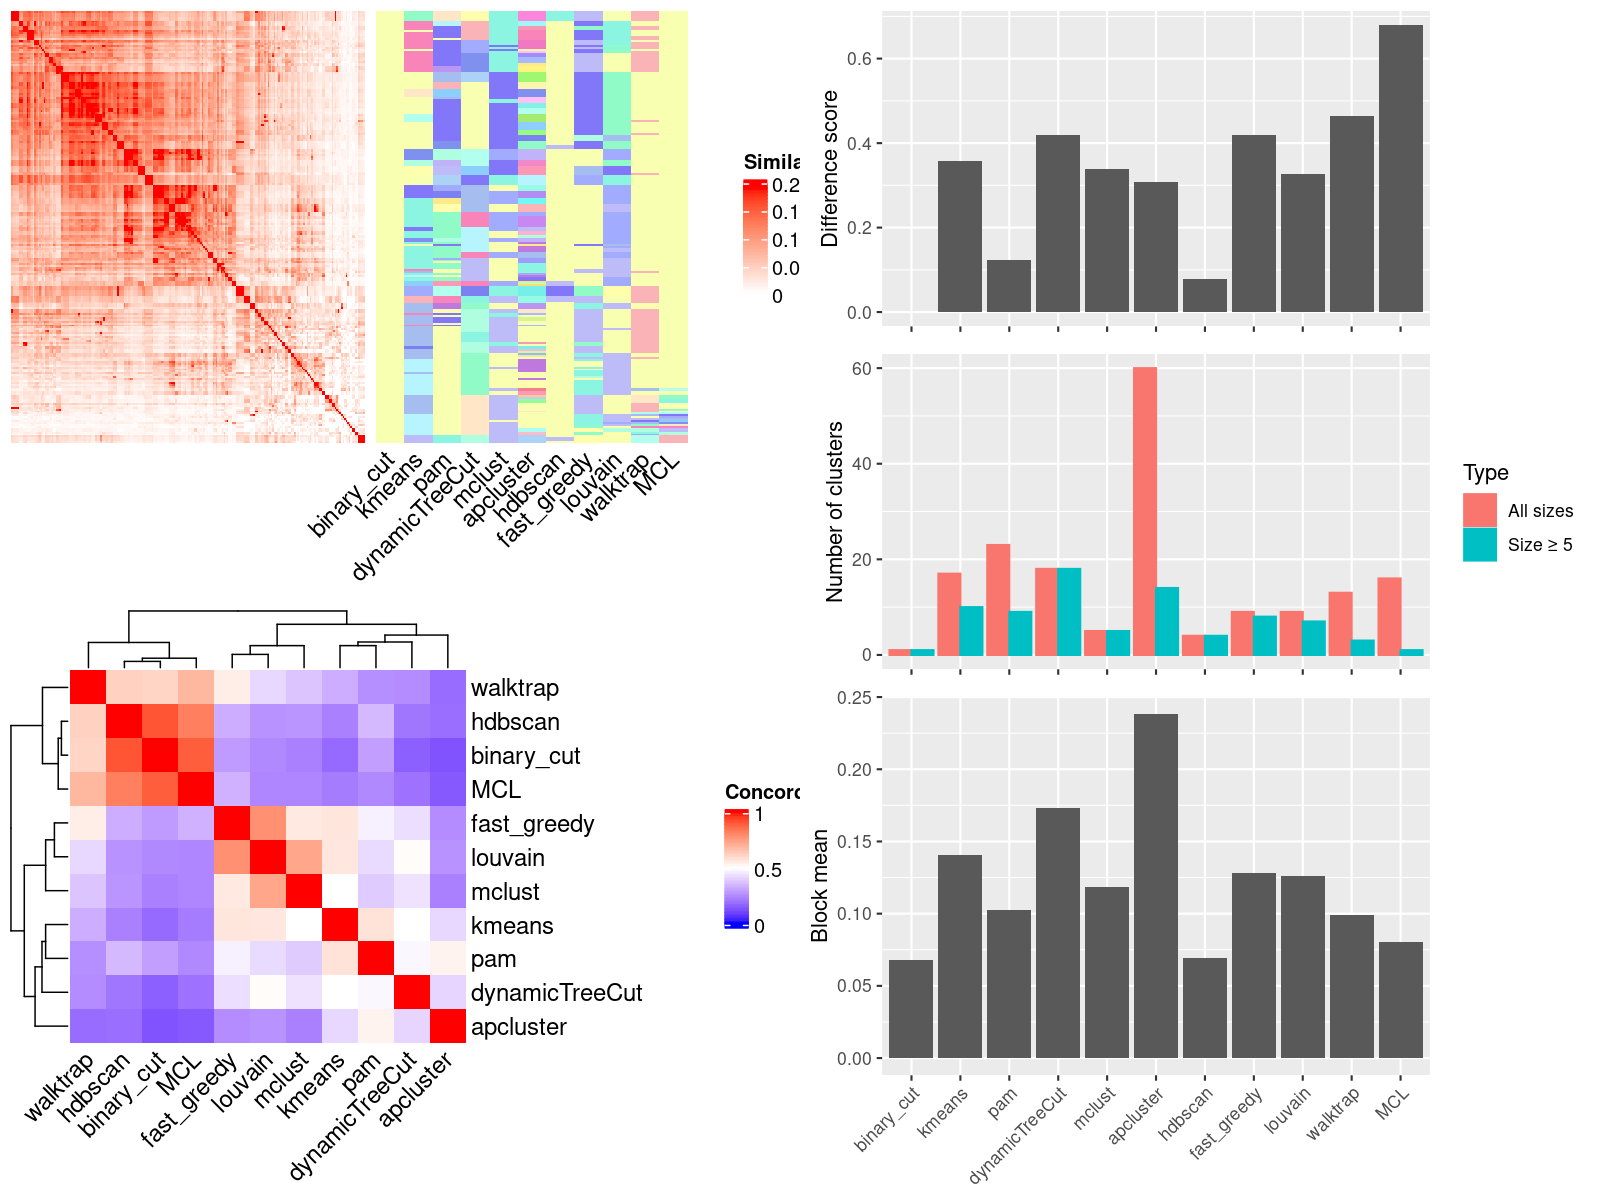 Simila
0.2
0.1
0.1
0.0
0
binary_cut
kmeans
pam
dynamicTreeCut
mclust
apcluster
hdbscan
fast_greedy
louvain
walktrap
MCL
walktrap
hdbscan
binary_cut
MCL
fast_greedy
louvain
mclust
kmeans
pam
dynamicTreeCut
apcluster
Concord
1
0.5
0
walktrap
hdbscan
binary_cut
MCL
fast_greedy
louvain
mclust
kmeans
pam
dynamicTreeCut
apcluster
Difference score
0.6
0.4
0.2
0.0
Number of clusters
60
40
20
0
Type
All sizes
Size ≥ 5
Block mean
0.25
0.20
0.15
0.10
0.05
0.00
binary_cut
kmeans
pam
dynamicTreeCut
mclust
apcluster
hdbscan
fast_greedy
louvain
walktrap
MCL